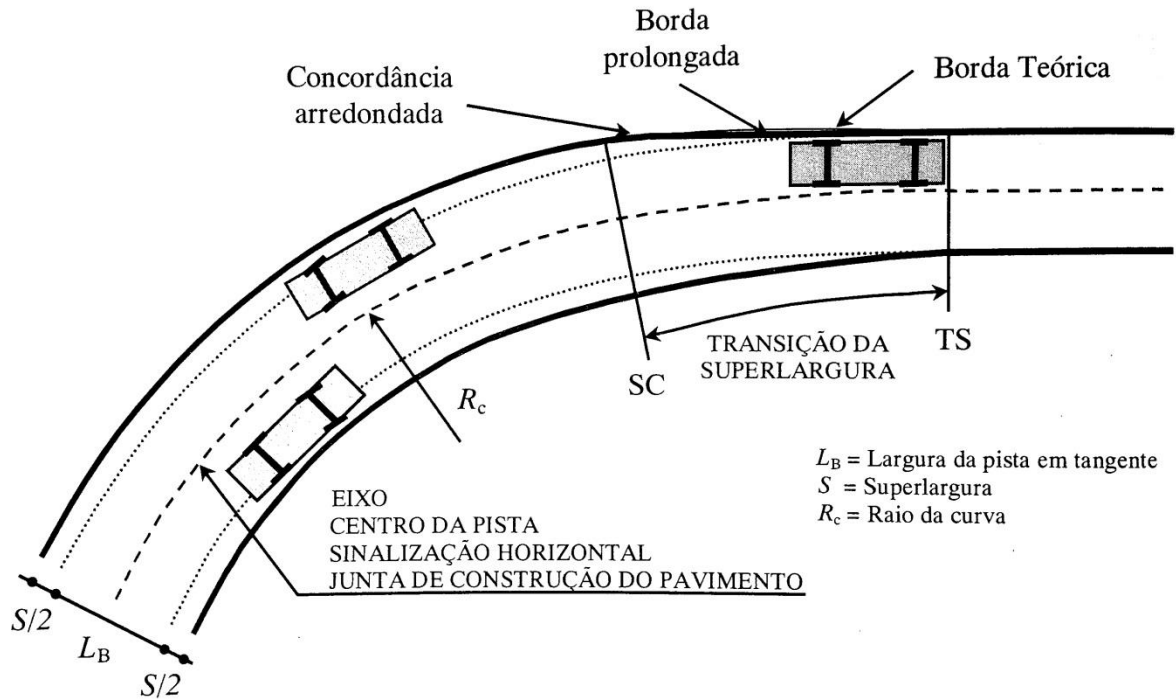 Borda
prolongada
Concordância
arredondada
Borda Teórica
TRANSIÇÃO DA
SUPERLARGURA
TS
SC
R_c
L_B = Largura da pista em tangente
S = Superlargura
R_c = Raio da curva
EIXO
CENTRO DA PISTA
SINALIZAÇÃO HORIZONTAL
JUNTA DE CONSTRUÇÃO DO PAVIMENTO
S/2
L_B
S/2